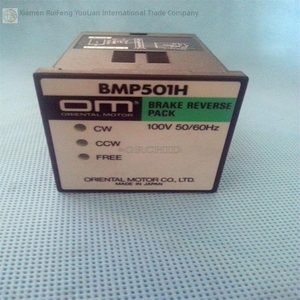 Xiamen Ruifeng YouLian International Trade Company
BMP501H
om
ORIENTAL MOTOR
BRAKE REVERSE
PACK
100V 50/60Hz
CW
CCW
FREE
ORIENTAL MOTOR CO., LTD.
MADE IN JAPAN